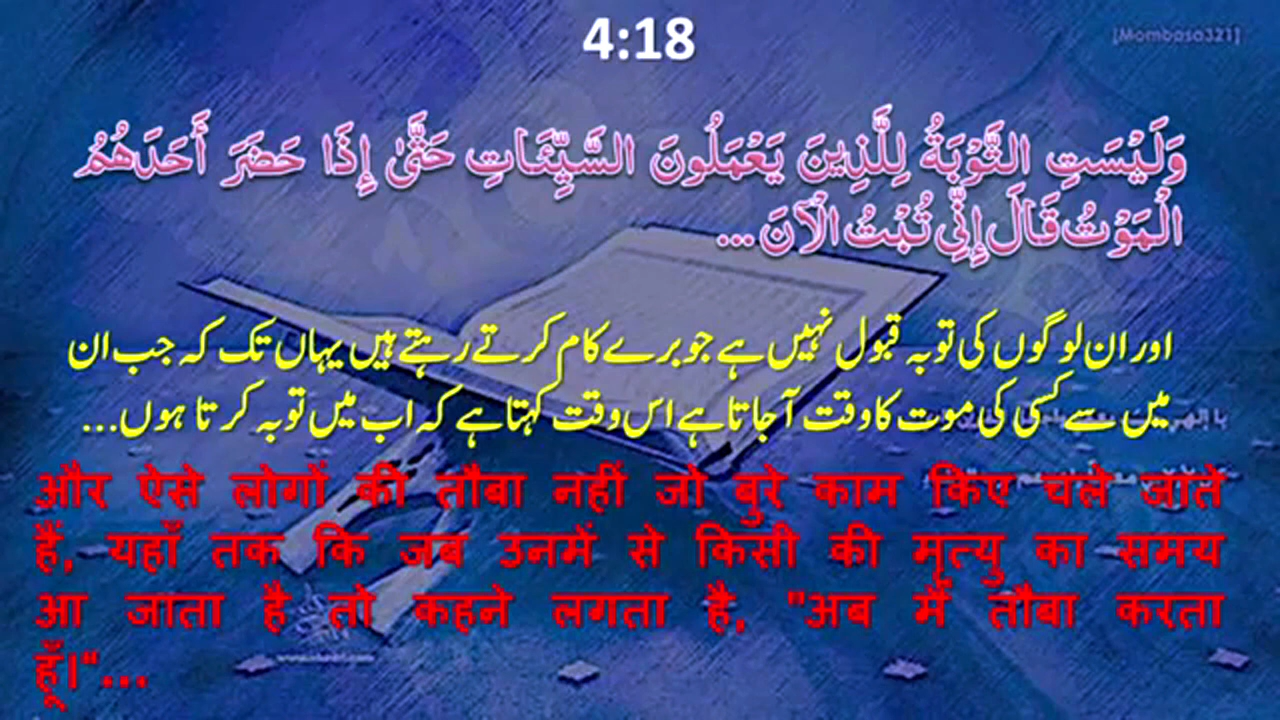 4:18
[Mombasa321]
وَلَيْسَتِ التَّوْبَةُ لِلَّذِينَ يَعْمَلُونَ السَّيِّئَاتِ حَتَّىٰ إِذَا حَضَرَ أَحَدَهُمُ
الْمَوْتُ قَالَ إِنِّي تُبْتُ الْآنَ...
اور ان لوگوں کی توبہ قبول نہیں ہے جو برے کام کرتے رہتے ہیں یہاں تک کہ جب ان
میں سے کسی کی موت کا وقت آ جاتا ہے اس وقت کہتا ہے کہ اب میں توبہ کرتا ہوں...
और ऐसे लोगों की तौबा नहीं जो बुरे काम किए चले जाते
हैं, यहाँ तक कि जब उनमें से किसी की मृत्यु का समय
आ जाता है तो कहने लगता है, "अब मैं तौबा करता
हूँ।"...